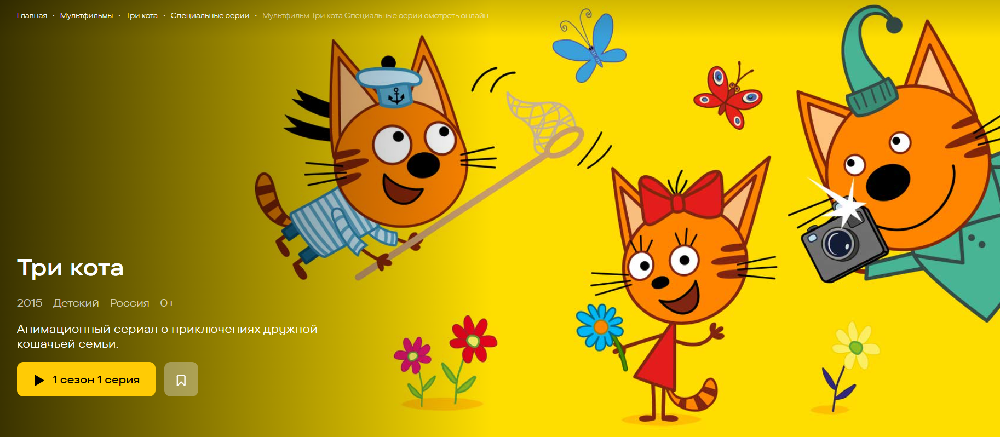 Главная · Мультфильмы · Три кота · Специальные серии · Мультфильм Три кота Специальные серии смотреть онлайн
Три кота
2015 Детский Россия 0+
Анимационный сериал о приключениях дружной
кошачьей семьи.
1 сезон 1 серия